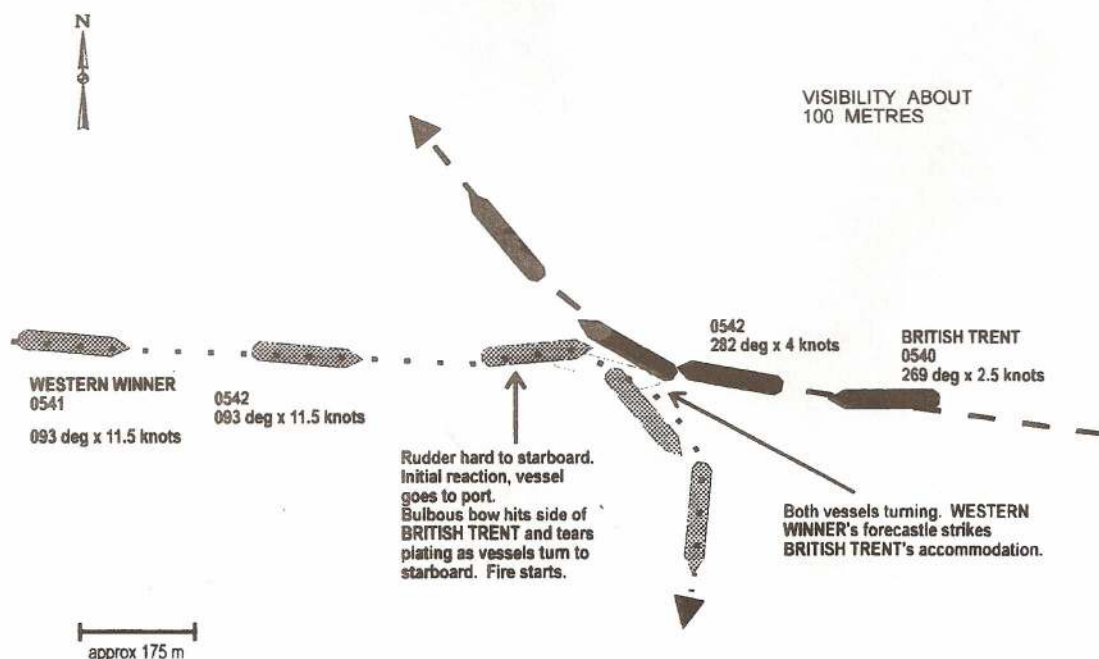 N
VISIBILITY ABOUT
100 METRES
0542
282 deg x 4 knots
BRITISH TRENT
0540
269 deg x 2.5 knots
WESTERN WINNER
0541
093 deg x 11.5 knots
0542
093 deg x 11.5 knots
Rudder hard to starboard.
Initial reaction, vessel
goes to port.
Bulbous bow hits side of
BRITISH TRENT and tears
plating as vessels turn to
starboard. Fire starts.
Both vessels turning. WESTERN
WINNER's forecastle strikes
BRITISH TRENT's accommodation.
approx 175 m